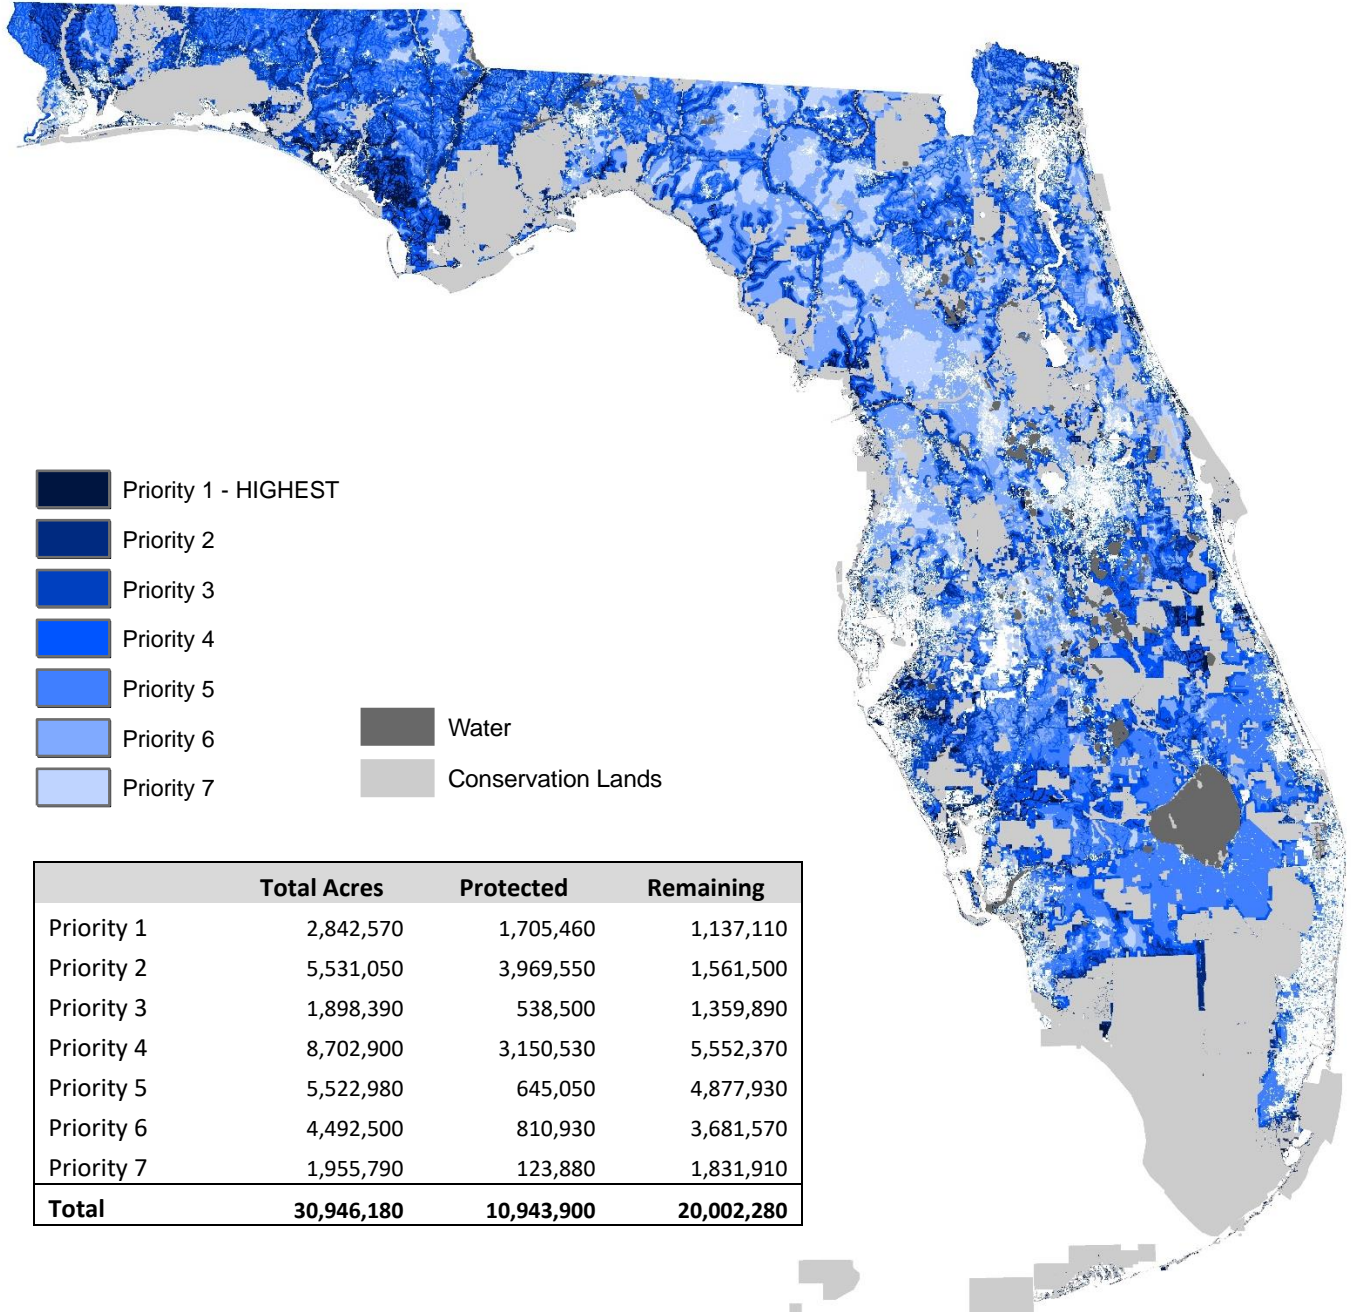 Priority 1 - HIGHEST
Priority 2
Priority 3
Priority 4
Priority 5
Priority 6
Priority 7
Water
Conservation Lands
Total Acres Protected Remaining
Priority 1 2,842,570 1,705,460 1,137,110
Priority 2 5,531,050 3,969,550 1,561,500
Priority 3 1,898,390 538,500 1,359,890
Priority 4 8,702,900 3,150,530 5,552,370
Priority 5 5,522,980 645,050 4,877,930
Priority 6 4,492,500 810,930 3,681,570
Priority 7 1,955,790 123,880 1,831,910
Total 30,946,180 10,943,900 20,002,280